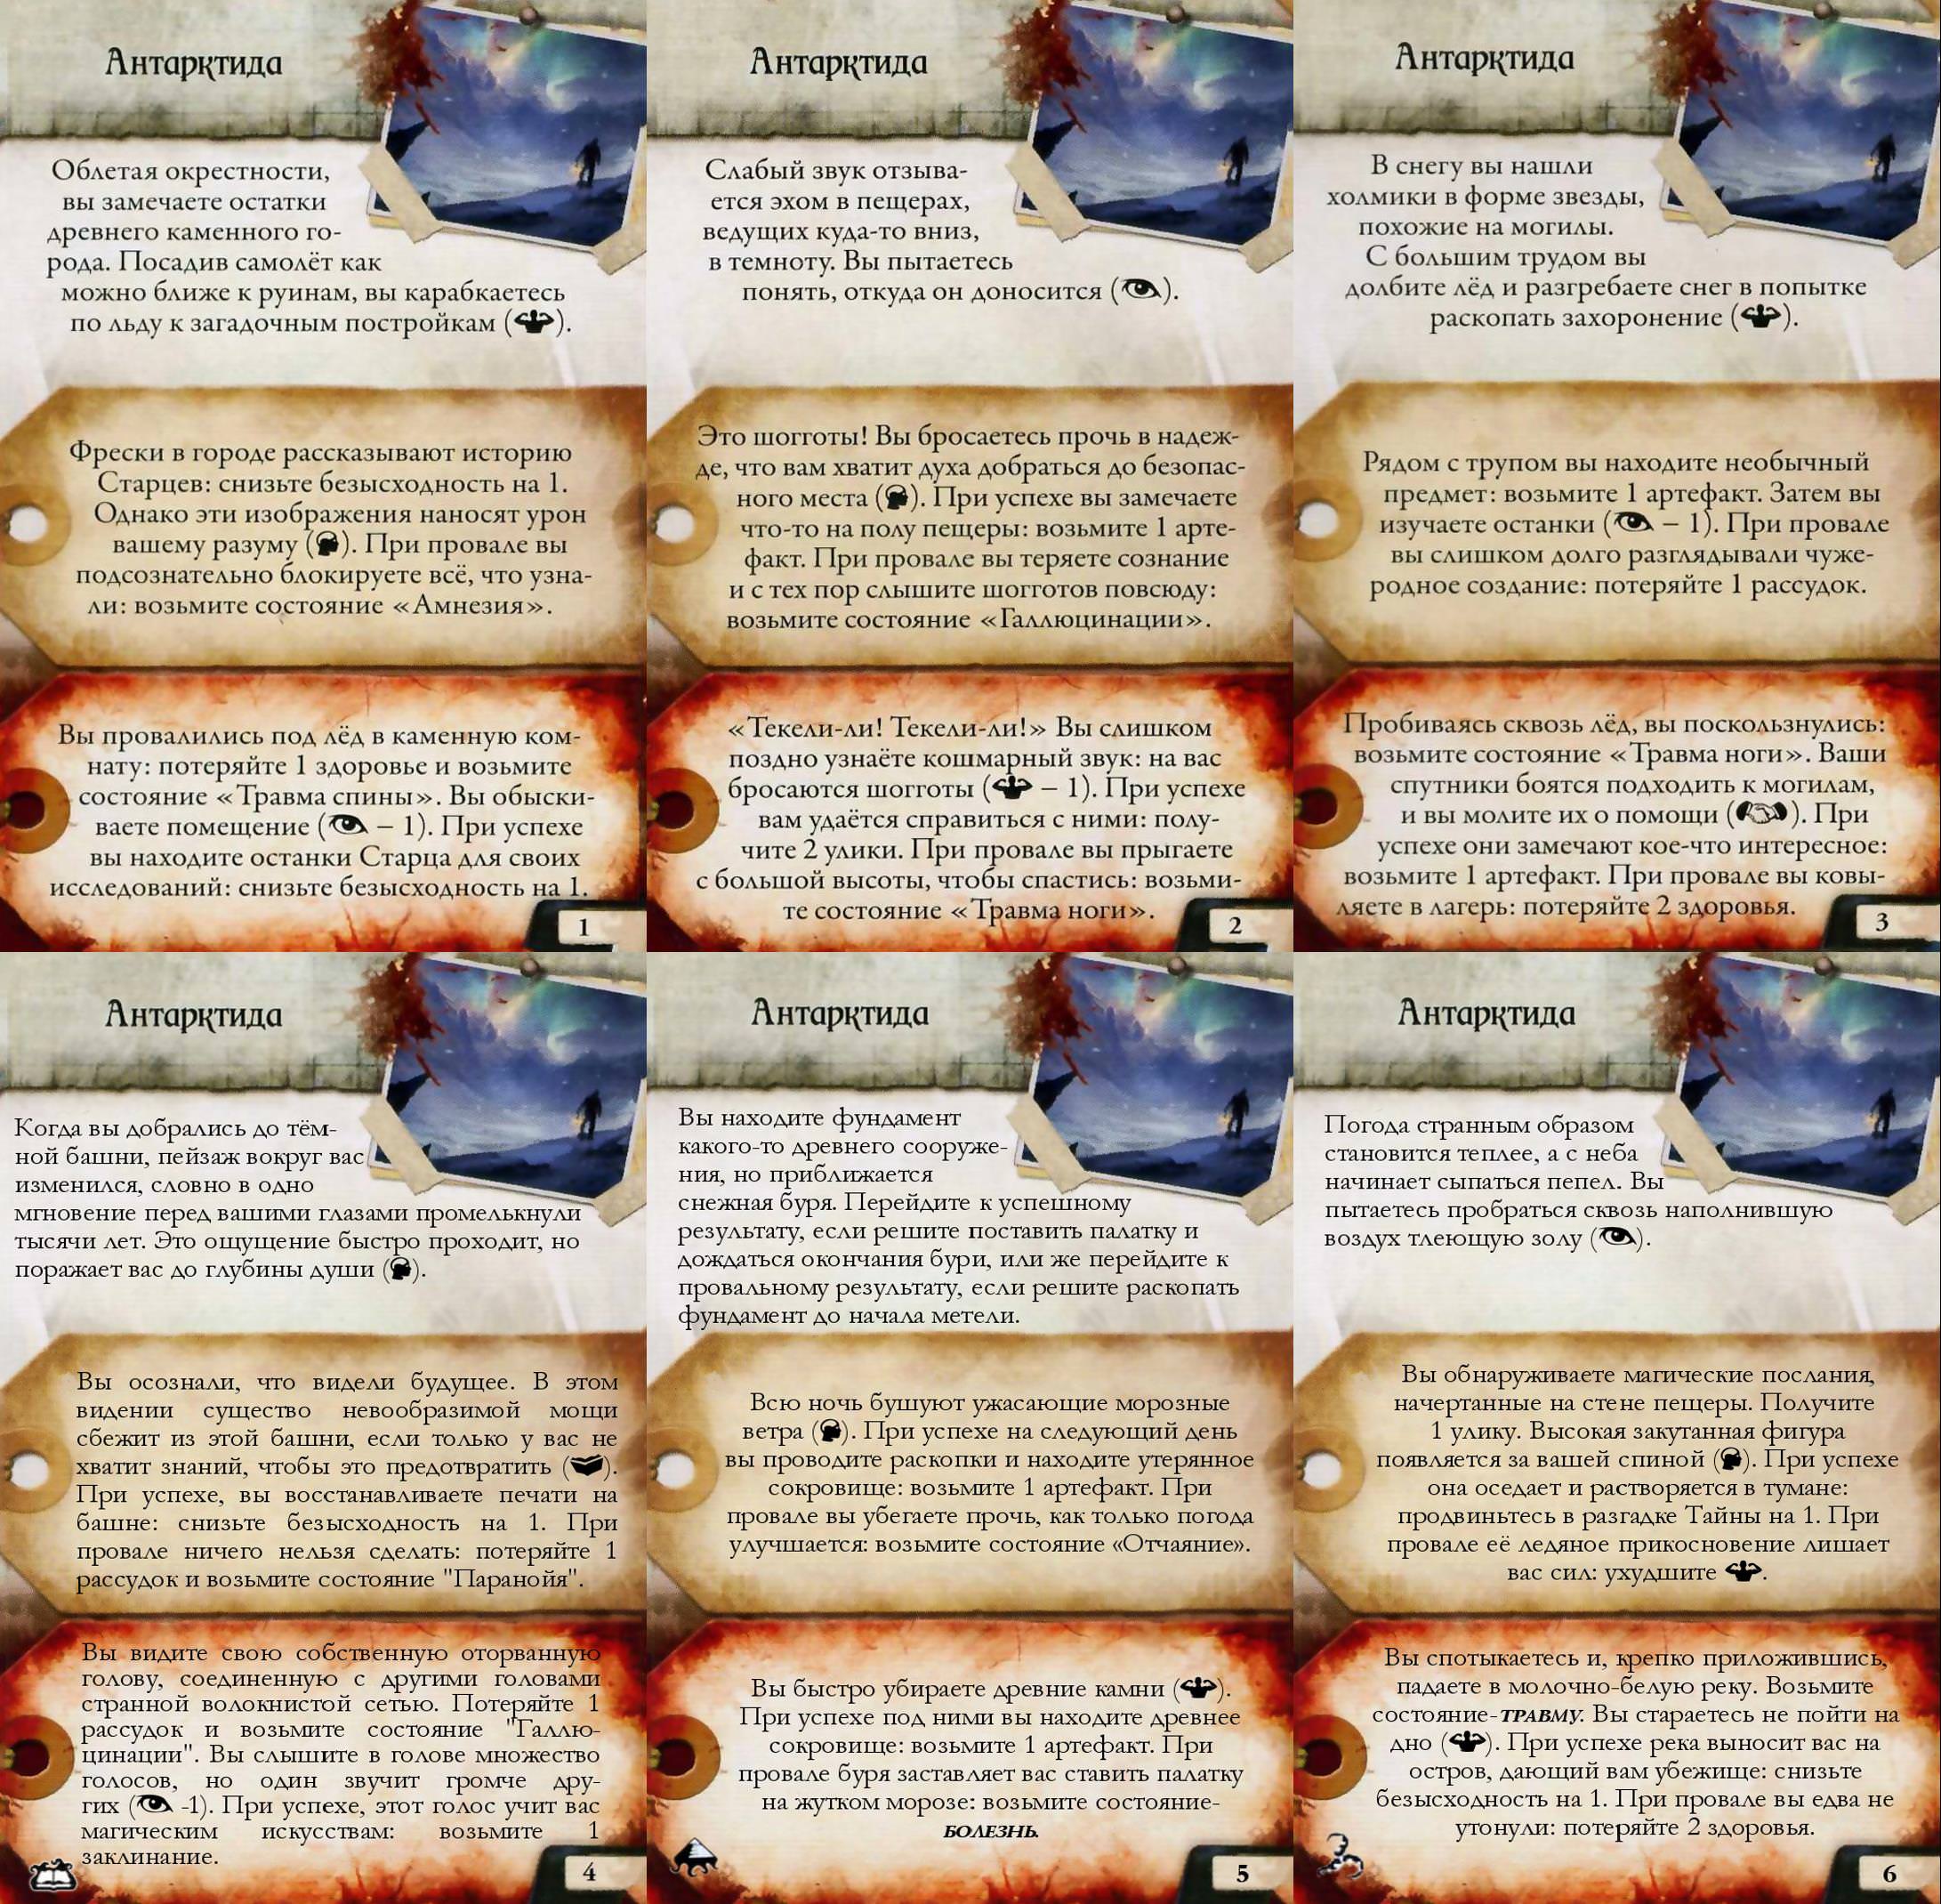 Антарктида
Облетая окрестности,
вы замечаете остатки
древнего каменного го-
рода. Посадив самолёт как
можно ближе к руинам, вы карабкаетесь
по льду к загадочным постройкам ( ).
Фрески в городе рассказывают историю
Старцев: снизьте безысходность на 1.
Однако эти изображения наносят урон
вашему разуму ( ). При провале вы
подсознательно блокируете всё, что узна-
ли: возьмите состояние «Амнезия».
Вы провалились под лёд в каменную ком-
нату: потеряйте 1 здоровье и возьмите
состояние «Травма спины». Вы обыски-
ваете помещение ( – 1). При успехе
вы находите останки Старца для своих
исследований: снизьте безысходность на 1.
1
Антарктида
Слабый звук отзыва-
ется эхом в пещерах,
ведущих куда-то вниз,
в темноту. Вы пытаетесь
понять, откуда он доносится ( ).
Это шогготы! Вы бросаетесь прочь в надеж-
де, что вам хватит духа добраться до безопас-
ного места ( ). При успехе вы замечаете
что-то на полу пещеры: возьмите 1 арте-
факт. При провале вы теряете сознание
и с тех пор слышите шогготов повсюду:
возьмите состояние «Галлюцинации».
«Текели-ли! Текели-ли!» Вы слишком
поздно узнаёте кошмарный звук: на вас
бросаются шогготы ( – 1). При успехе
вам удаётся справиться с ними: полу-
чите 2 улики. При провале вы прыгаете
с большой высоты, чтобы спастись: возьми-
те состояние «Травма ноги».
2
Антарктида
В снегу вы нашли
холмики в форме звезды,
похожие на могилы.
С большим трудом вы
долбите лёд и разгребаете снег в попытке
раскопать захоронение ( ).
Рядом с трупом вы находите необычный
предмет: возьмите 1 артефакт. Затем вы
изучаете останки ( – 1). При провале
вы слишком долго разглядывали чуже-
родное создание: потеряйте 1 рассудок.
Пробиваясь сквозь лёд, вы поскользнулись:
возьмите состояние «Травма ноги». Ваши
спутники боятся подходить к могилам,
и вы молите их о помощи ( ). При
успехе они замечают кое-что интересное:
возьмите 1 артефакт. При провале вы ковы-
ляете в лагерь: потеряйте 2 здоровья.
3
Антарктида
Когда вы добрались до тём-
ной башни, пейзаж вокруг вас
изменился, словно в одно
мгновение перед вашими глазами промелькнули
тысячи лет. Это ощущение быстро проходит, но
поражает вас до глубины души ( ).
Вы осознали, что видели будущее. В этом
видении существо невообразимой мощи
сбежит из этой башни, если только у вас не
хватит знаний, чтобы это предотвратить ( ).
При успехе, вы восстанавливаете печати на
башне: снизьте безысходность на 1. При
провале ничего нельзя сделать: потеряйте 1
рассудок и возьмите состояние "Паранойя".
Вы видите свою собственную оторванную
голову, соединенную с другими головами
странной волокнистой сетью. Потеряйте 1
рассудок и возьмите состояние "Галлю-
цинации". Вы слышите в голове множество
голосов, но один звучит громче дру-
гих ( -1). При успехе, этот голос учит вас
магическим искусствам: возьмите 1
заклинание.
4
Антарктида
Вы находите фундамент
какого-то древнего сооруже-
ния, но приближается
снежная буря. Перейдите к успешному
результату, если решите поставить палатку и
дождаться окончания бури, или же перейдите к
провальному результату, если решите раскопать
фундамент до начала метели.
Всю ночь бушуют ужасающие морозные
ветра ( ). При успехе на следующий день
вы проводите раскопки и находите утерянное
сокровище: возьмите 1 артефакт. При
провале вы убегаете прочь, как только погода
улучшается: возьмите состояние «Отчаяние».
Вы быстро убираете древние камни ( ).
При успехе под ними вы находите древнее
сокровище: возьмите 1 артефакт. При
провале буря заставляет вас ставить палатку
на жутком морозе: возьмите состояние-
БОЛЕЗНЬ.
5
Антарктида
Погода странным образом
становится теплее, а с неба
начинает сыпаться пепел. Вы
пытаетесь пробраться сквозь наполнившую
воздух тлеющую золу ( ).
Вы обнаруживаете магические послания,
начертанные на стене пещеры. Получите
1 улику. Высокая закутанная фигура
появляется за вашей спиной ( ). При успехе
она оседает и растворяется в тумане:
продвиньтесь в разгадке Тайны на 1. При
провале её ледяное прикосновение лишает
вас сил: ухудшите .
Вы спотыкаетесь и, крепко приложившись,
падаете в молочно-белую реку. Возьмите
состояние-ТРАВМУ. Вы стараетесь не пойти на
дно ( ). При успехе река выносит вас на
остров, дающий вам убежище: снизьте
безысходность на 1. При провале вы едва не
утонули: потеряйте 2 здоровья.
6